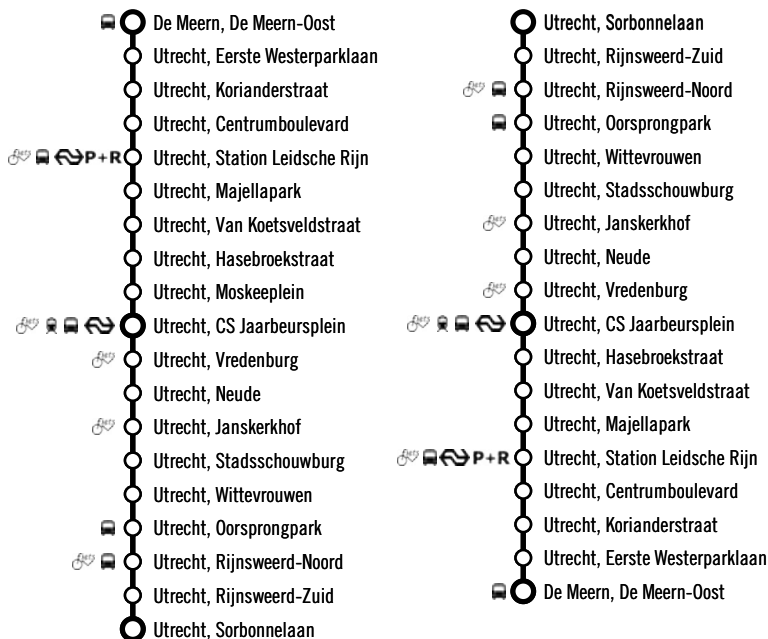 De Meern, De Meern-Oost
Utrecht, Eerste Westerparklaan
Utrecht, Korianderstraat
Utrecht, Centrumboulevard
P+R Utrecht, Station Leidsche Rijn
Utrecht, Majellapark
Utrecht, Van Koetsveldstraat
Utrecht, Hasebroekstraat
Utrecht, Moskeeplein
Utrecht, CS Jaarbeursplein
Utrecht, Vredenburg
Utrecht, Neude
Utrecht, Janskerkhof
Utrecht, Stadsschouwburg
Utrecht, Wittevrouwen
Utrecht, Oorsprongpark
Utrecht, Rijnsweerd-Noord
Utrecht, Rijnsweerd-Zuid
Utrecht, Sorbonnelaan
Utrecht, Sorbonnelaan
Utrecht, Rijnsweerd-Zuid
Utrecht, Rijnsweerd-Noord
Utrecht, Oorsprongpark
Utrecht, Wittevrouwen
Utrecht, Stadsschouwburg
Utrecht, Janskerkhof
Utrecht, Neude
Utrecht, Vredenburg
Utrecht, CS Jaarbeursplein
Utrecht, Hasebroekstraat
Utrecht, Van Koetsveldstraat
Utrecht, Majellapark
P+R Utrecht, Station Leidsche Rijn
Utrecht, Centrumboulevard
Utrecht, Korianderstraat
Utrecht, Eerste Westerparklaan
De Meern, De Meern-Oost